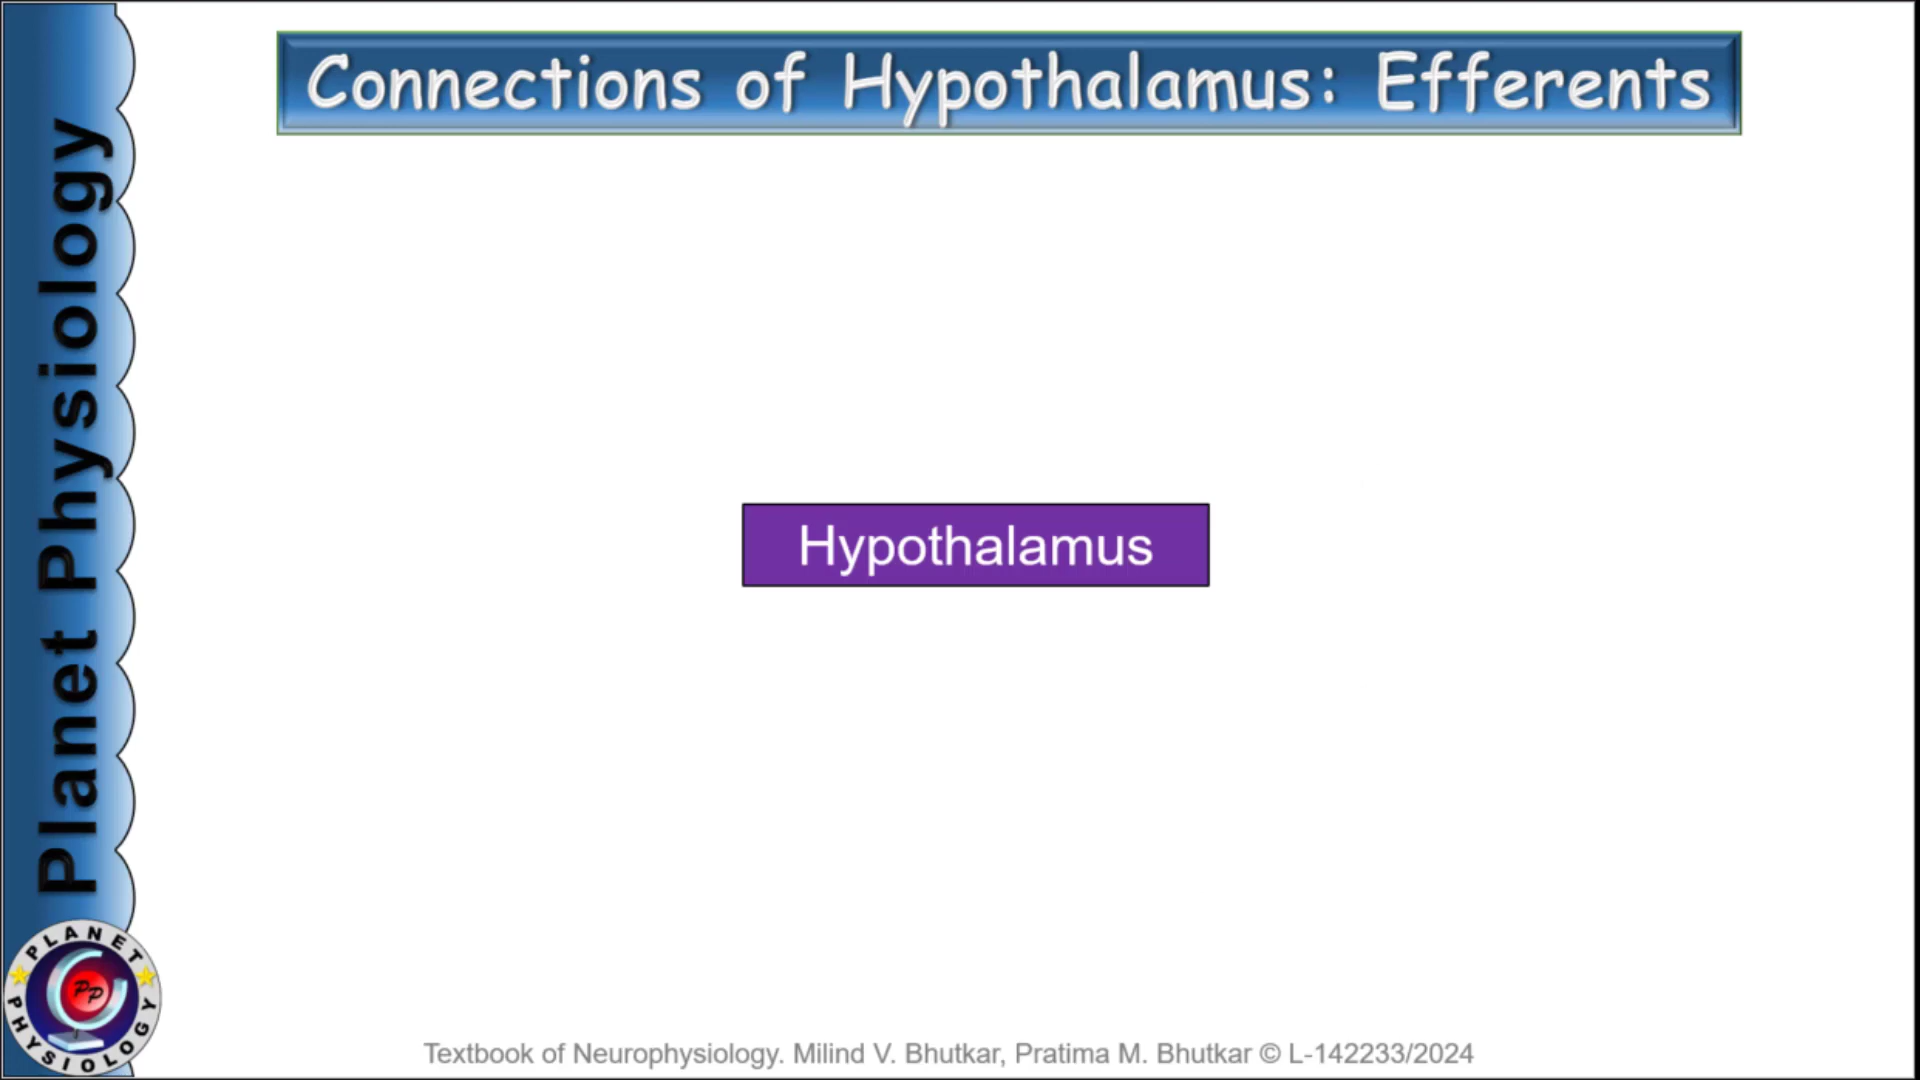 Connections of Hypothalamus: Efferents
Planet Physiology
Hypothalamus
PLANET
PP
PHYSIOLOGY
Textbook of Neurophysiology. Milind V. Bhutkar, Pratima M. Bhutkar © L-142233/2024